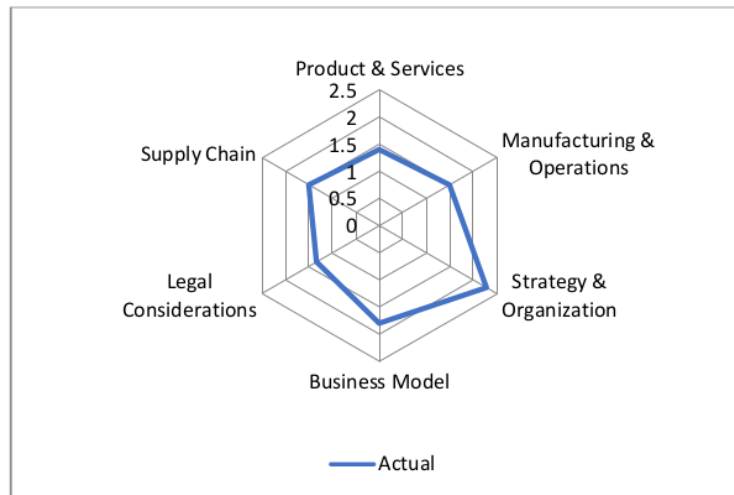 Product & Services
2.5
2
1.5
1
0.5
0
Manufacturing &
Operations
Strategy &
Organization
Business Model
Legal
Considerations
Supply Chain
Actual